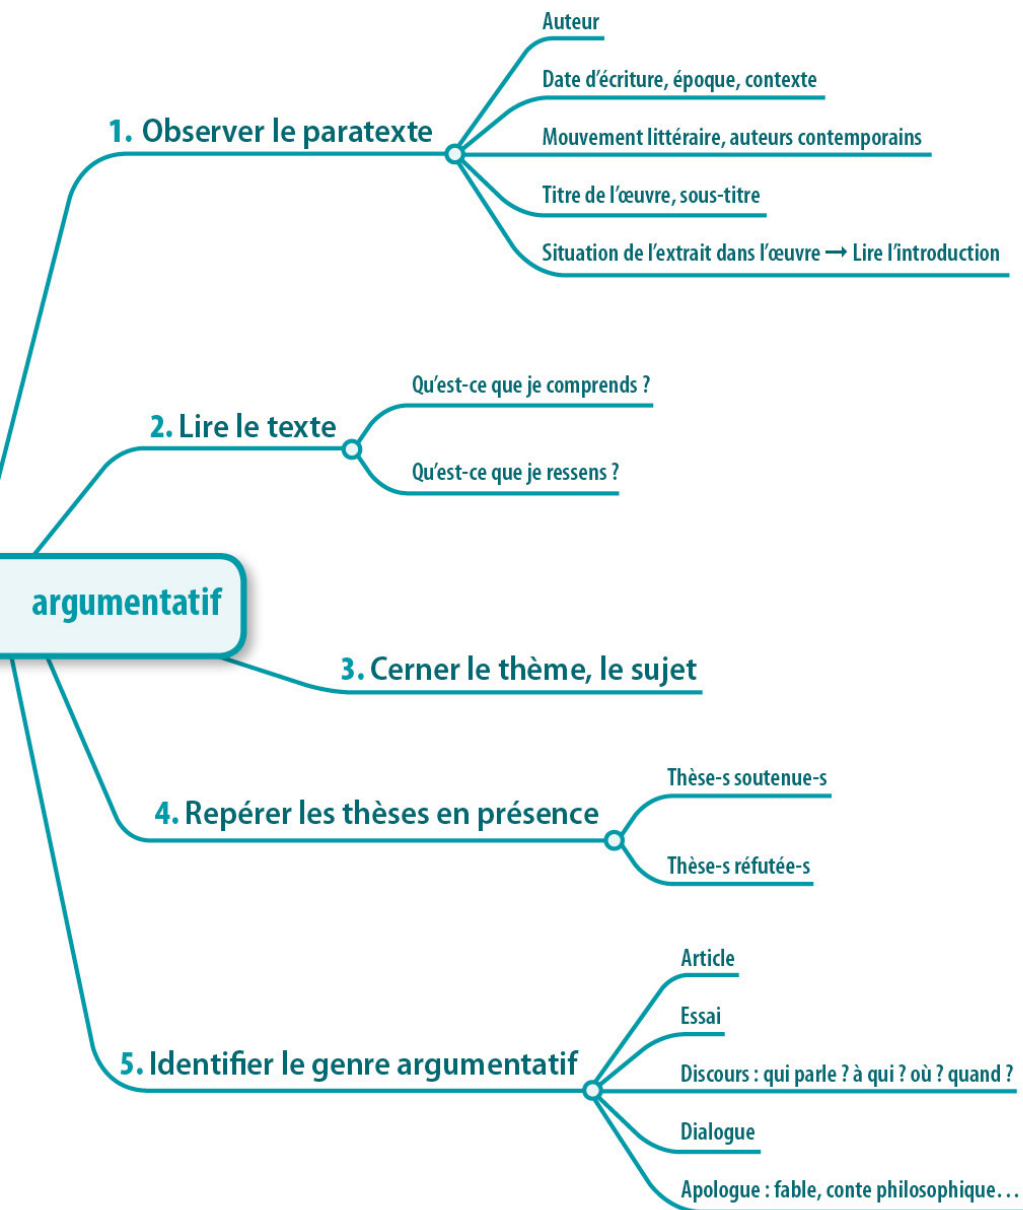 Auteur
Date d’écriture, époque, contexte
1. Observer le paratexte
Mouvement littéraire, auteurs contemporains
Titre de l’œuvre, sous-titre
Situation de l’extrait dans l’œuvre → Lire l’introduction
Qu’est-ce que je comprends ?
2. Lire le texte
Qu’est-ce que je ressens ?
argumentatif
3. Cerner le thème, le sujet
Thèse-s soutenue-s
4. Repérer les thèses en présence
Thèse-s réfutée-s
Article
Essai
5. Identifier le genre argumentatif
Discours : qui parle ? à qui ? où ? quand ?
Dialogue
Apologue : fable, conte philosophique…